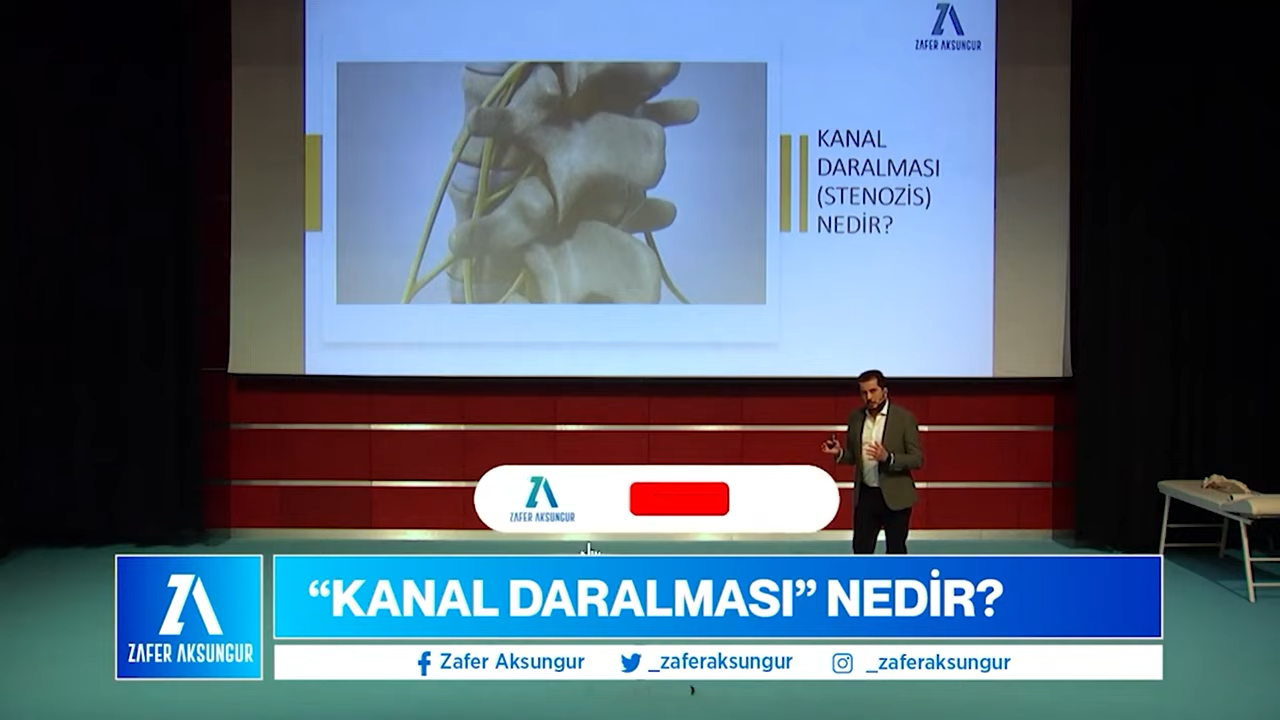 ZAFER AKSUNGUR
KANAL
DARALMASI
(STENOZİS)
NEDİR?
ZAFER AKSUNGUR
“KANAL DARALMASI” NEDİR?
ZAFER AKSUNGUR
Zafer Aksungur
_zaferaksungur
_zaferaksungur